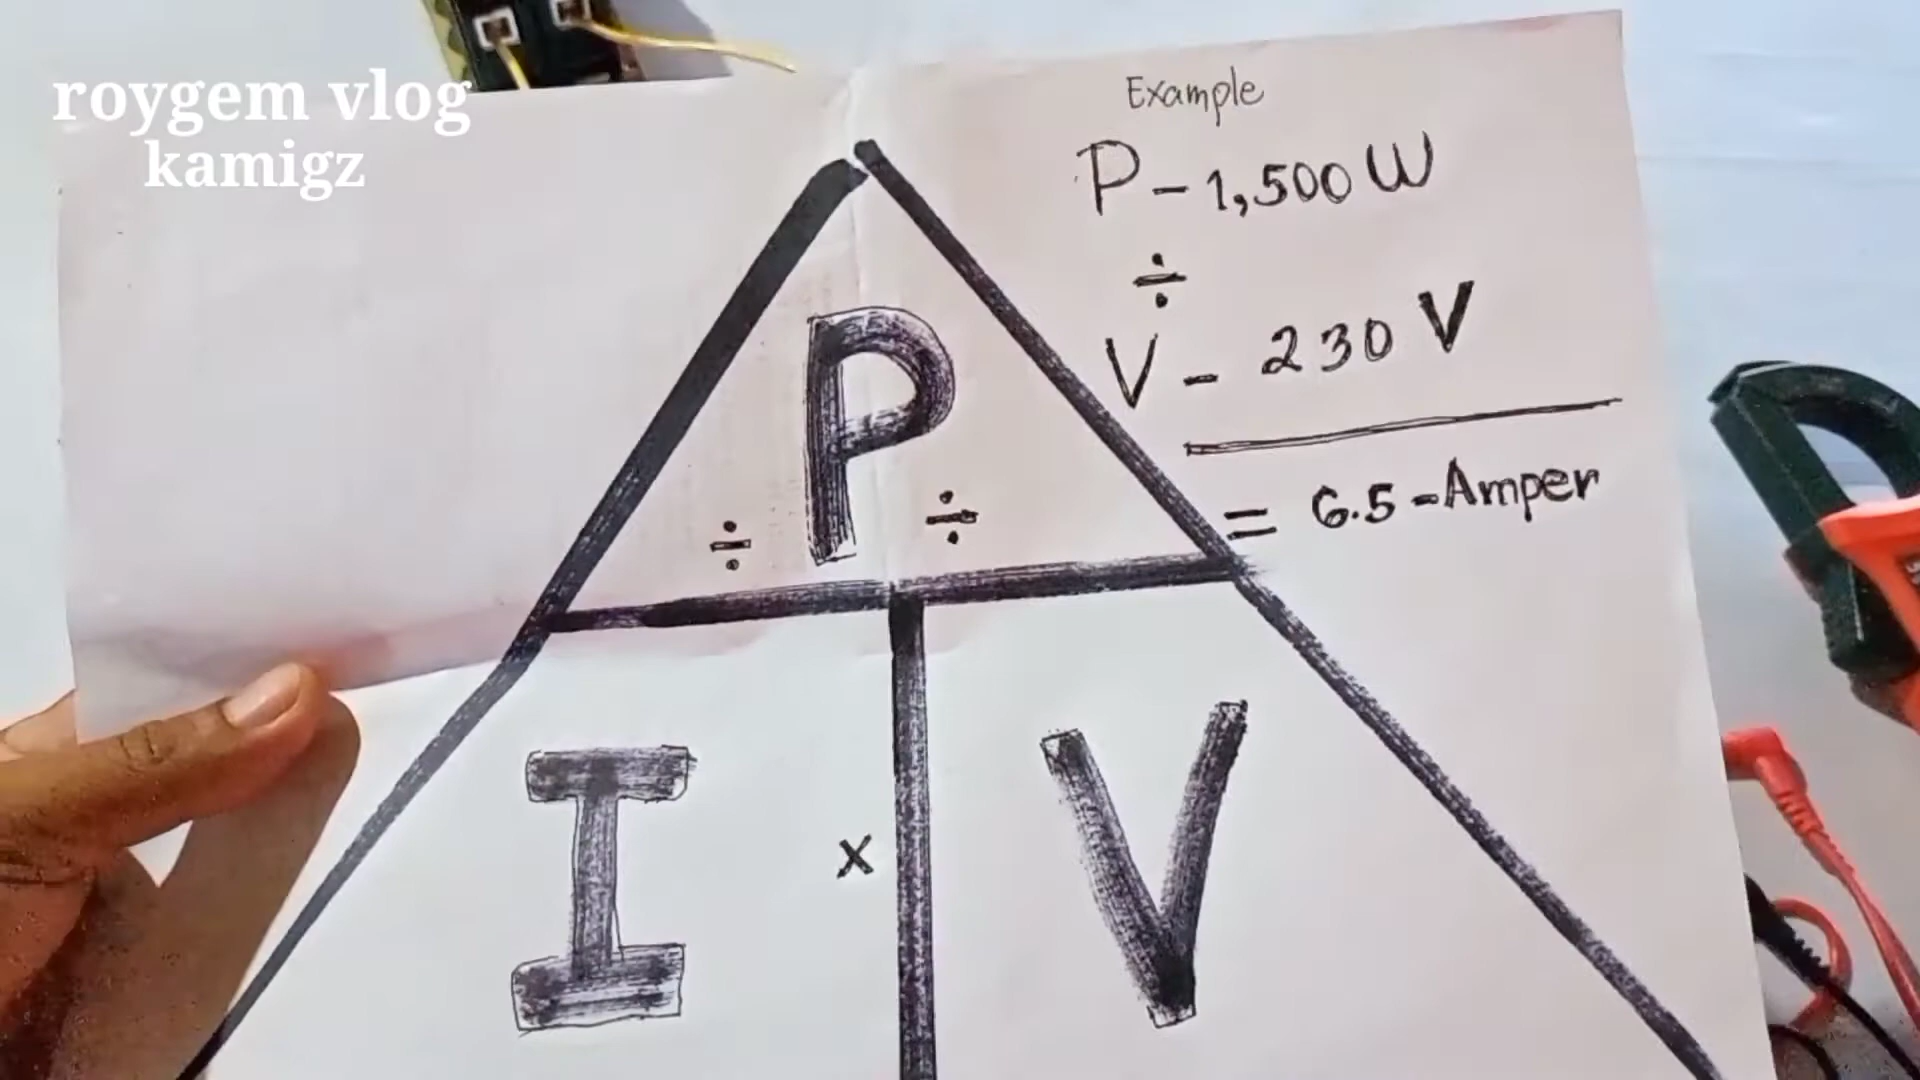 roygem vlog
kamigz
Example
P - 1,500 W
÷
V - 230 V
= 6.5 - Amper
P
÷ ÷
I x V